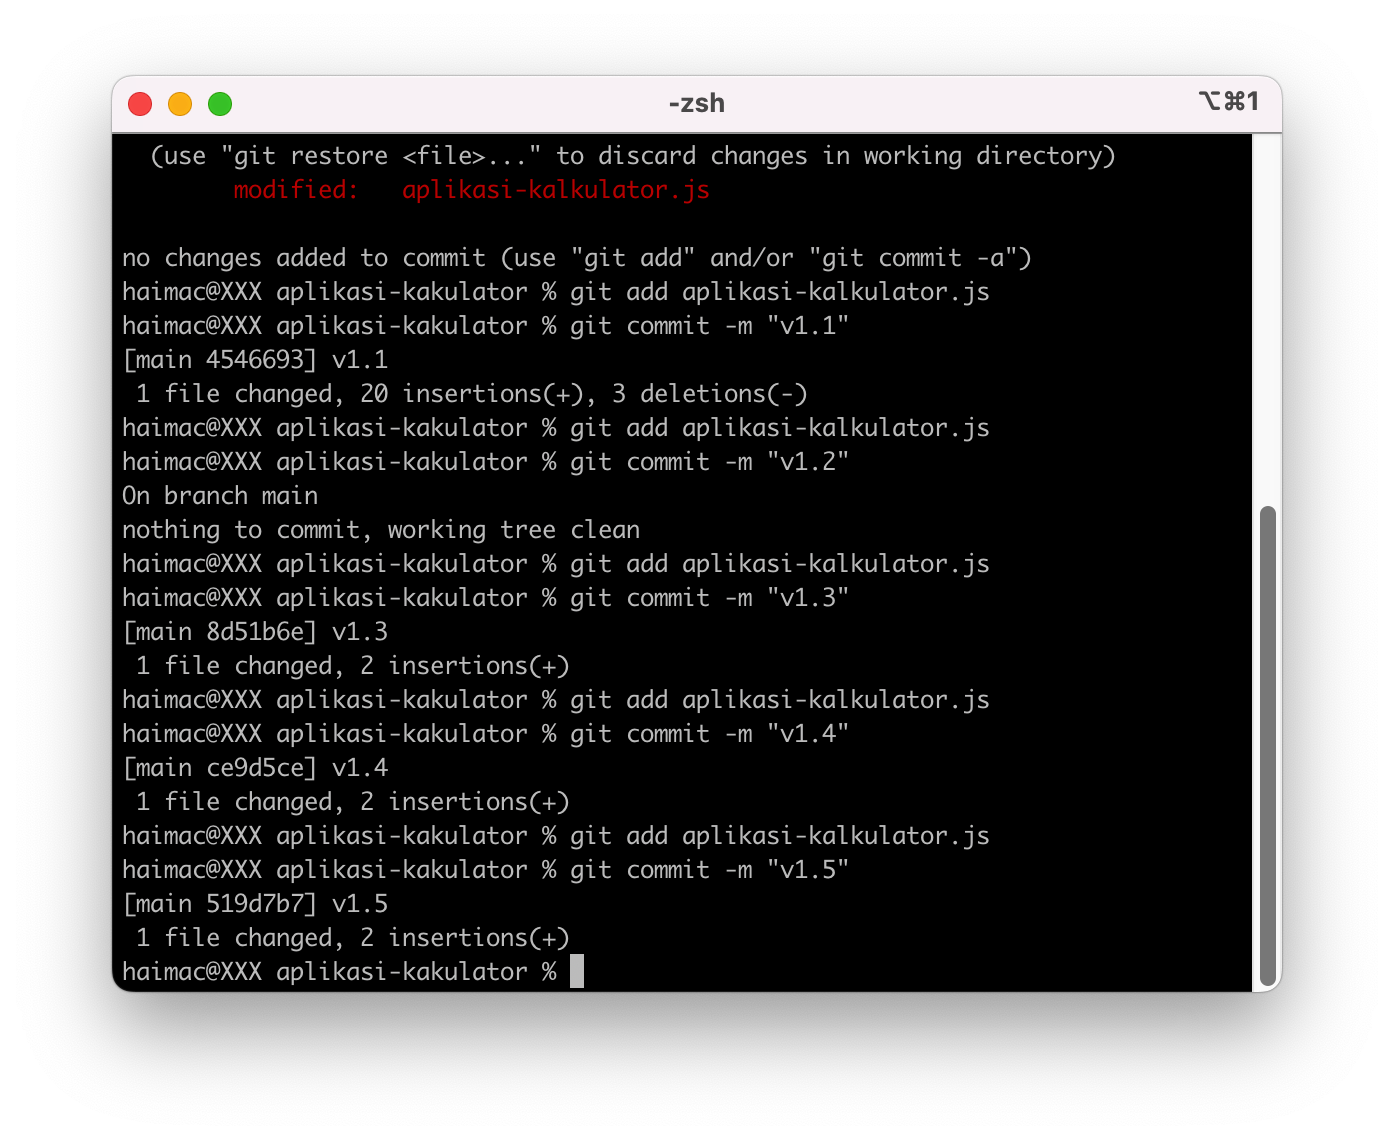 -zsh
⌥⌘1
(use "git restore <file>..." to discard changes in working directory)
modified:   aplikasi-kalkulator.js
no changes added to commit (use "git add" and/or "git commit -a")
haimac@XXX aplikasi-kakulator % git add aplikasi-kalkulator.js
haimac@XXX aplikasi-kakulator % git commit -m "v1.1"
[main 4546693] v1.1
1 file changed, 20 insertions(+), 3 deletions(-)
haimac@XXX aplikasi-kakulator % git add aplikasi-kalkulator.js
haimac@XXX aplikasi-kakulator % git commit -m "v1.2"
On branch main
nothing to commit, working tree clean
haimac@XXX aplikasi-kakulator % git add aplikasi-kalkulator.js
haimac@XXX aplikasi-kakulator % git commit -m "v1.3"
[main 8d51b6e] v1.3
1 file changed, 2 insertions(+)
haimac@XXX aplikasi-kakulator % git add aplikasi-kalkulator.js
haimac@XXX aplikasi-kakulator % git commit -m "v1.4"
[main ce9d5ce] v1.4
1 file changed, 2 insertions(+)
haimac@XXX aplikasi-kakulator % git add aplikasi-kalkulator.js
haimac@XXX aplikasi-kakulator % git commit -m "v1.5"
[main 519d7b7] v1.5
1 file changed, 2 insertions(+)
haimac@XXX aplikasi-kakulator %